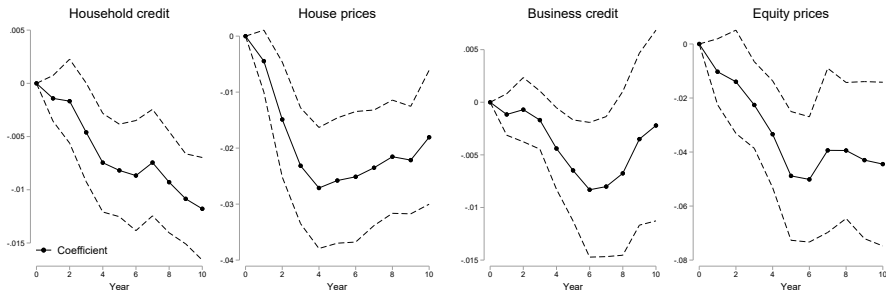 Household credit
.005
0
-.005
-.01
-.015
Coefficient
0 2 4 6 8 10
Year
House prices
0
-.01
-.02
-.03
-.04
0 2 4 6 8 10
Year
Business credit
.005
0
-.005
-.01
-.015
0 2 4 6 8 10
Year
Equity prices
0
-.02
-.04
-.06
-.08
0 2 4 6 8 10
Year